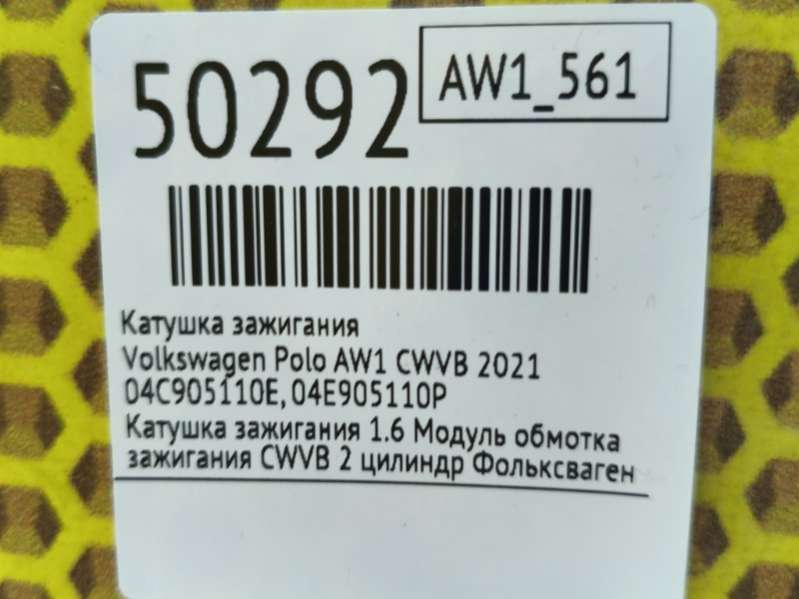 50292
AW1_561
Катушка зажигания
Volkswagen Polo AW1 CWVB 2021
04C905110E, 04E905110P
Катушка зажигания 1.6 Модуль обмотка
зажигания CWVB 2 цилиндр Фольксваген